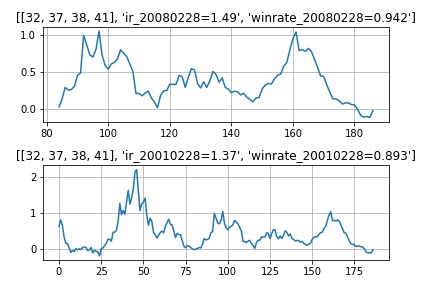 [[32, 37, 38, 41], 'ir_20080228=1.49', 'winrate_20080228=0.942']
1.0
0.5
0.0
80 100 120 140 160 180
[[32, 37, 38, 41], 'ir_20010228=1.37', 'winrate_20010228=0.893']
2
1
0
0 25 50 75 100 125 150 175